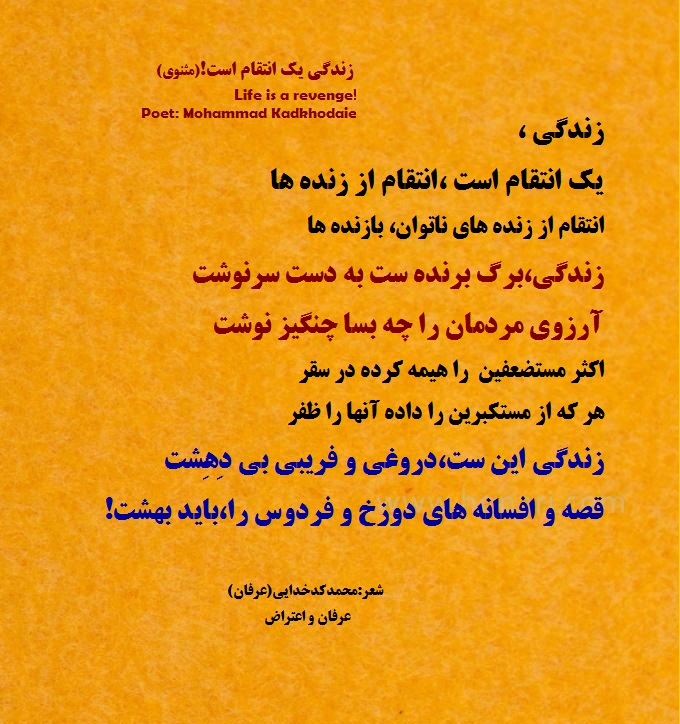 زندگی یک انتقام است!(مثنوی)
Life is a revenge!
Poet: Mohammad Kadkhodaie
زندگی ،
یک انتقام است ،انتقام از زنده ها
انتقام از زنده های ناتوان، بازنده ها
زندگی،برگ برنده ست به دست سرنوشت
آرزوی مردمان را چه بسا چنگیز نوشت
اکثر مستضعفین را هیمه کرده در سقر
هر که از مستکبرین را داده آنها را ظفر
زندگی این ست،دروغی و فریبی بی دِهِشت
قصه و افسانه های دوزخ و فردوس را،باید بهشت!
شعر:محمدکدخدایی(عرفان)
عرفان و اعتراض